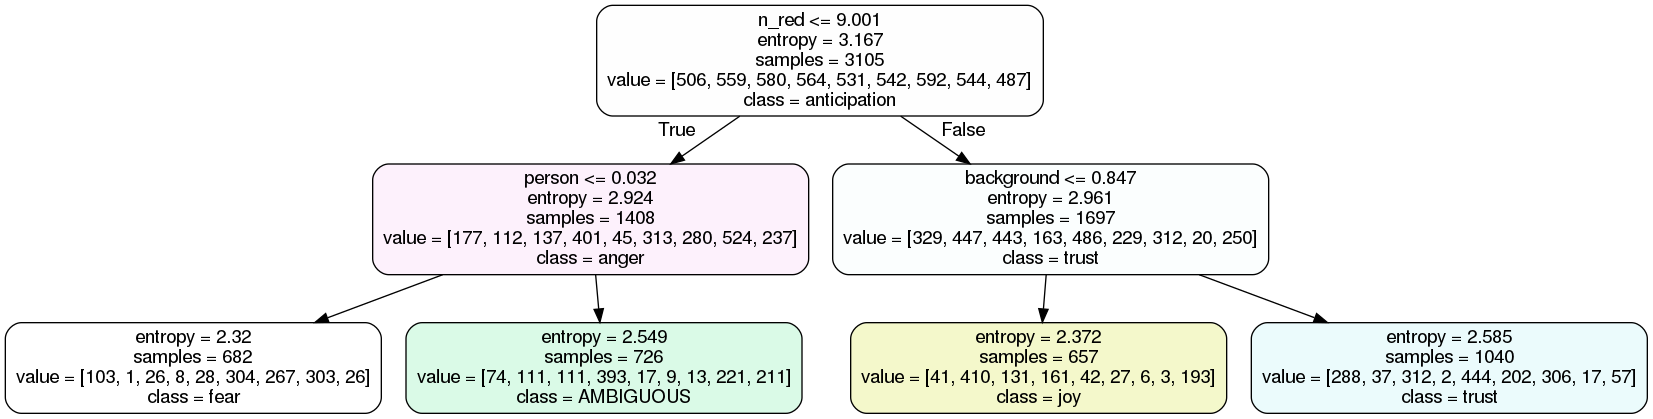 n_red <= 9.001
entropy = 3.167
samples = 3105
value = [506, 559, 580, 564, 531, 542, 592, 544, 487]
class = anticipation
True
False
person <= 0.032
entropy = 2.924
samples = 1408
value = [177, 112, 137, 401, 45, 313, 280, 524, 237]
class = anger
background <= 0.847
entropy = 2.961
samples = 1697
value = [329, 447, 443, 163, 486, 229, 312, 20, 250]
class = trust
entropy = 2.32
samples = 682
value = [103, 1, 26, 8, 28, 304, 267, 303, 26]
class = fear
entropy = 2.549
samples = 726
value = [74, 111, 111, 393, 17, 9, 13, 221, 211]
class = AMBIGUOUS
entropy = 2.372
samples = 657
value = [41, 410, 131, 161, 42, 27, 6, 3, 193]
class = joy
entropy = 2.585
samples = 1040
value = [288, 37, 312, 2, 444, 202, 306, 17, 57]
class = trust